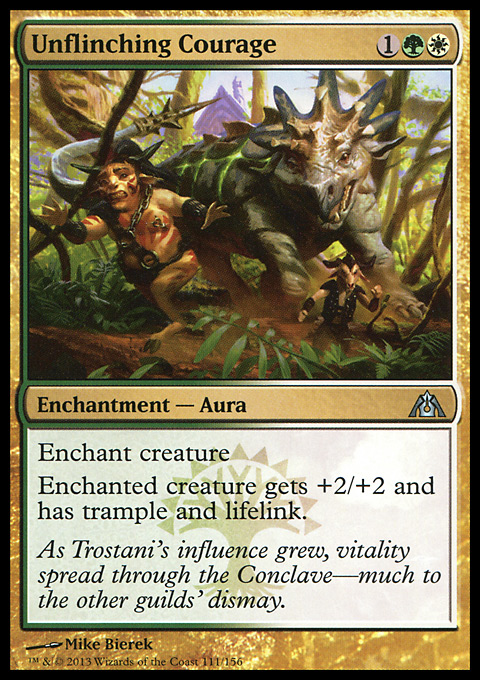 Unflinching Courage 1
Enchantment — Aura
Enchant creature
Enchanted creature gets +2/+2 and
has trample and lifelink.
As Trostani's influence grew, vitality
spread through the Conclave—much to
the other guilds' dismay.
Mike Bierek
™ & © 2013 Wizards of the Coast 111/156